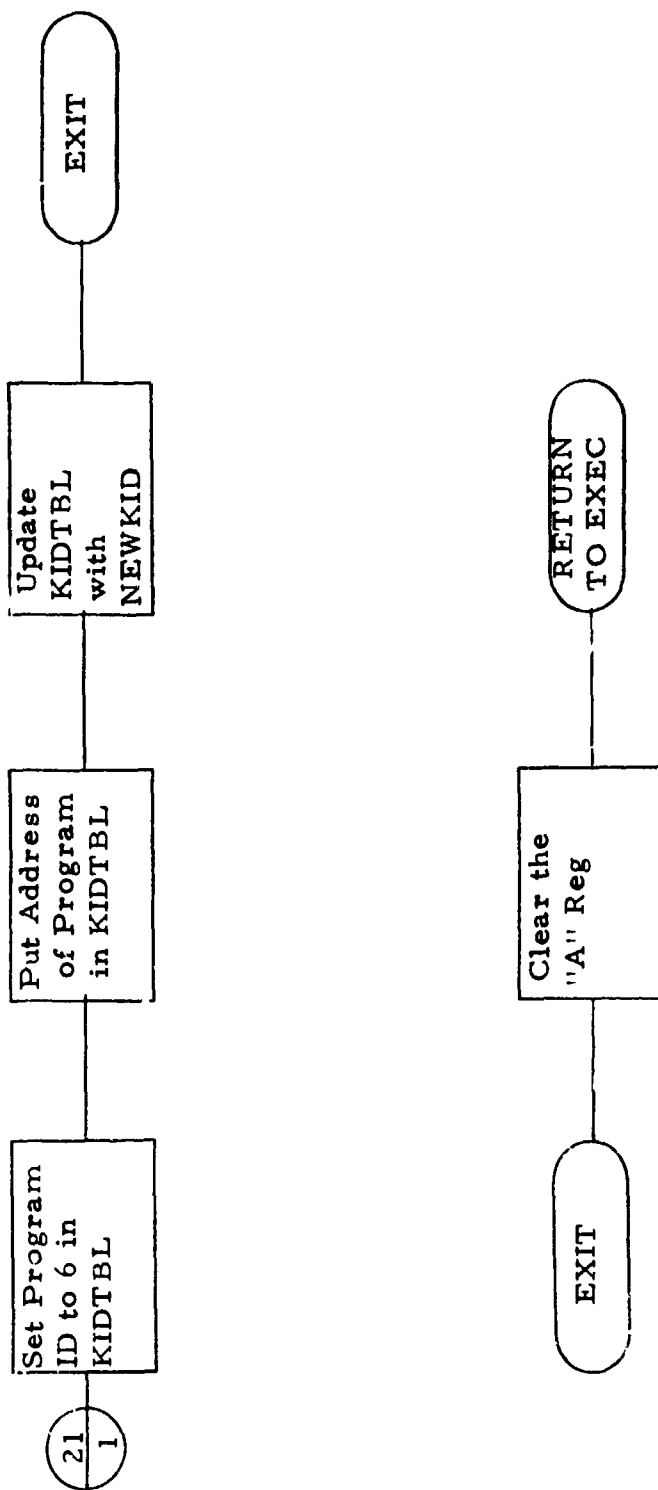 21
1
Set Program
ID to 6 in
KIDTBL
Put Address
of Program
in KIDTBL
Update
KIDTBL
with
NEWKID
EXIT
EXIT
Clear the
"A" Reg
RETURN
TO EXEC